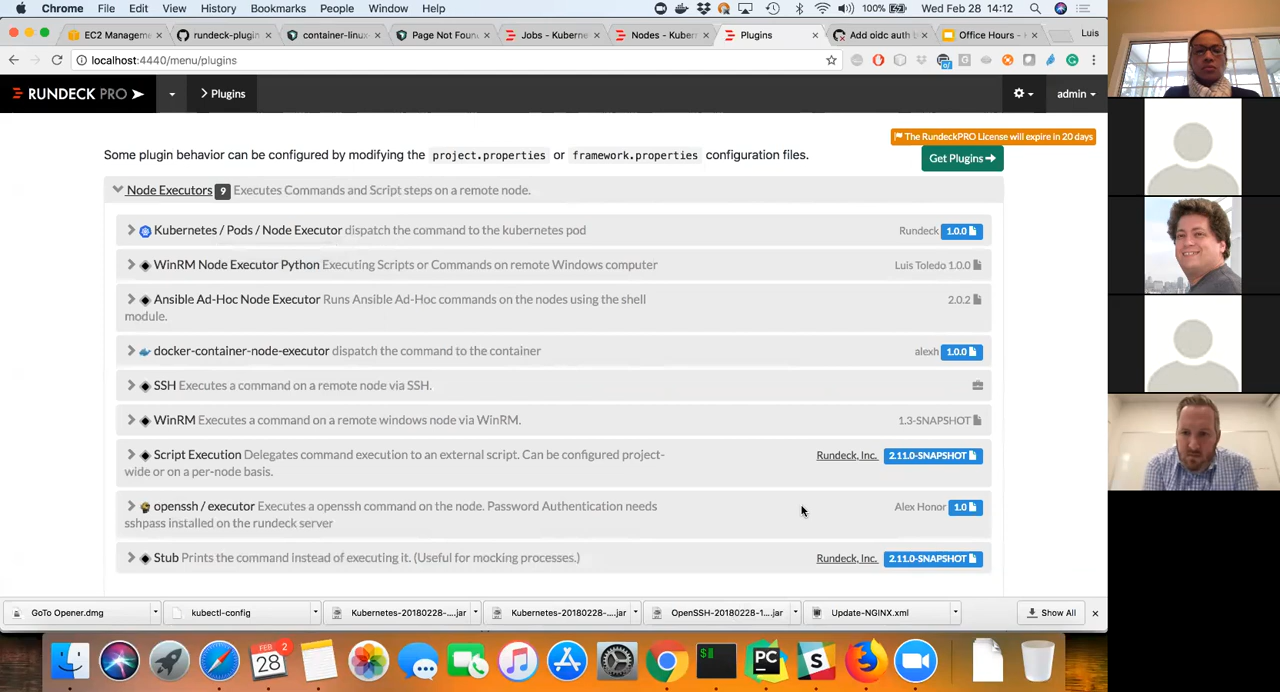 Chrome File Edit View History Bookmarks People Window Help 100% Wed Feb 28 14:12
EC2 Manageme rundeck-plugin container-linux Page Not Foun Jobs - Kuberne Nodes - Kubern Plugins Add oidc auth b Office Hours - Luis
localhost:4440/menu/plugins
RUNDECK PRO Plugins admin
The RundeckPRO License will expire in 20 days
Some plugin behavior can be configured by modifying the project.properties or framework.properties configuration files.
Get Plugins
Node Executors 9 Executes Commands and Script steps on a remote node.
Kubernetes / Pods / Node Executor dispatch the command to the kubernetes pod Rundeck 1.0.0
WinRM Node Executor Python Executing Scripts or Commands on remote Windows computer Luis Toledo 1.0.0
Ansible Ad-Hoc Node Executor Runs Ansible Ad-Hoc commands on the nodes using the shell 2.0.2
module.
docker-container-node-executor dispatch the command to the container alexh 1.0.0
SSH Executes a command on a remote node via SSH.
WinRM Executes a command on a remote windows node via WinRM. 1.3-SNAPSHOT
Script Execution Delegates command execution to an external script. Can be configured project- Rundeck, Inc. 2.11.0-SNAPSHOT
wide or on a per-node basis.
openssh / executor Executes a openssh command on the node. Password Authentication needs Alex Honor 1.0
sshpass installed on the rundeck server
Stub Prints the command instead of executing it. (Useful for mocking processes.) Rundeck, Inc. 2.11.0-SNAPSHOT
GoTo Opener.dmg kubectl-config Kubernetes-20180228-....jar Kubernetes-20180228-....jar OpenSSH-20180228-1....jar Update-NGINX.xml Show All
FEB 2
28 $ PC